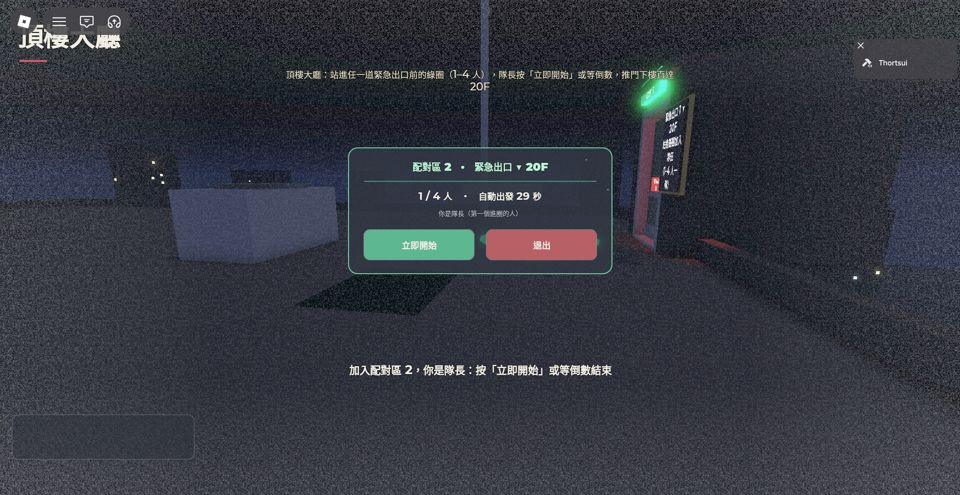 頂樓大廳
頂樓大廳：站進任一道緊急出口前的綠圈（1–4 人），隊長按「立即開始」或等倒數，推門下樓直達
20F
Thortsui
配對區 2 • 緊急出口 ▼ 20F
1 / 4 人 • 自動出發 29 秒
你是隊長（第一個進圈的人）
立即開始
退出
加入配對區 2，你是隊長：按「立即開始」或等倒數結束
20F